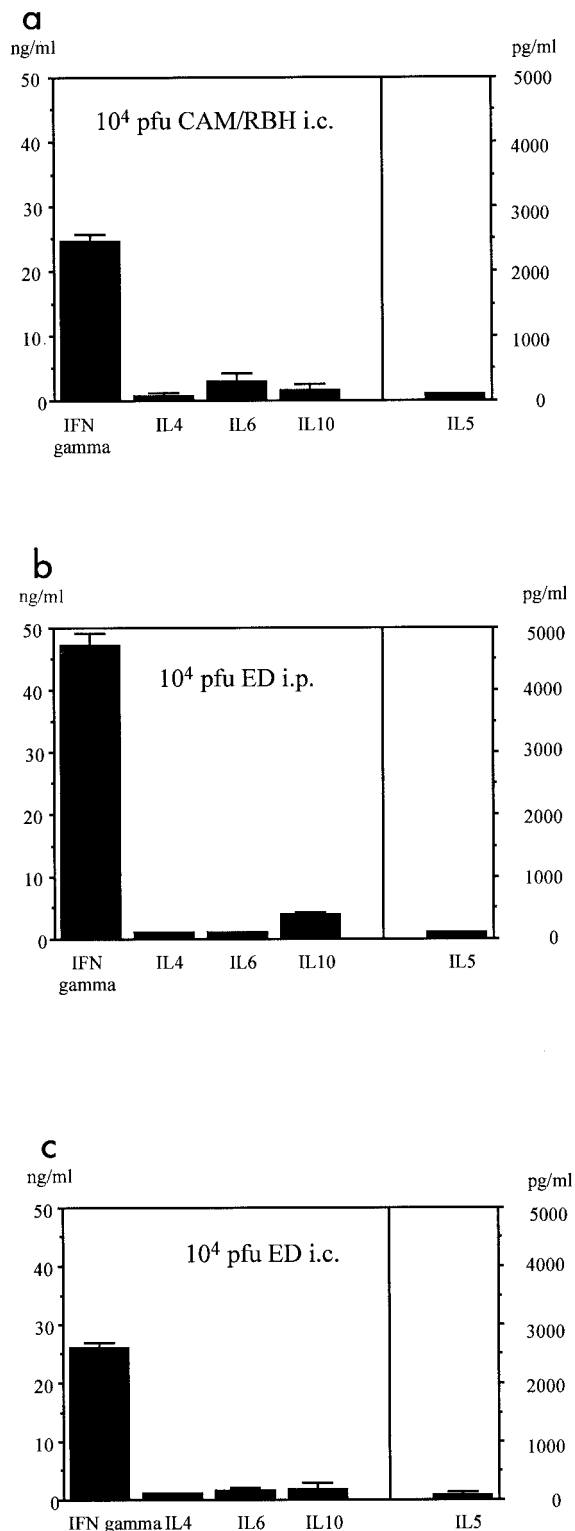 a
ng/ml pg/ml
50 5000
10⁴ pfu CAM/RBH i.c.
40 4000
30 3000
20 2000
10 1000
0 0
IFN gamma IL4 IL6 IL10 IL5
b
ng/ml pg/ml
50 5000
10⁴ pfu ED i.p.
40 4000
30 3000
20 2000
10 1000
0 0
IFN gamma IL4 IL6 IL10 IL5
c
ng/ml pg/ml
50 5000
10⁴ pfu ED i.c.
40 4000
30 3000
20 2000
10 1000
0 0
IFN gamma IL4 IL6 IL10 IL5